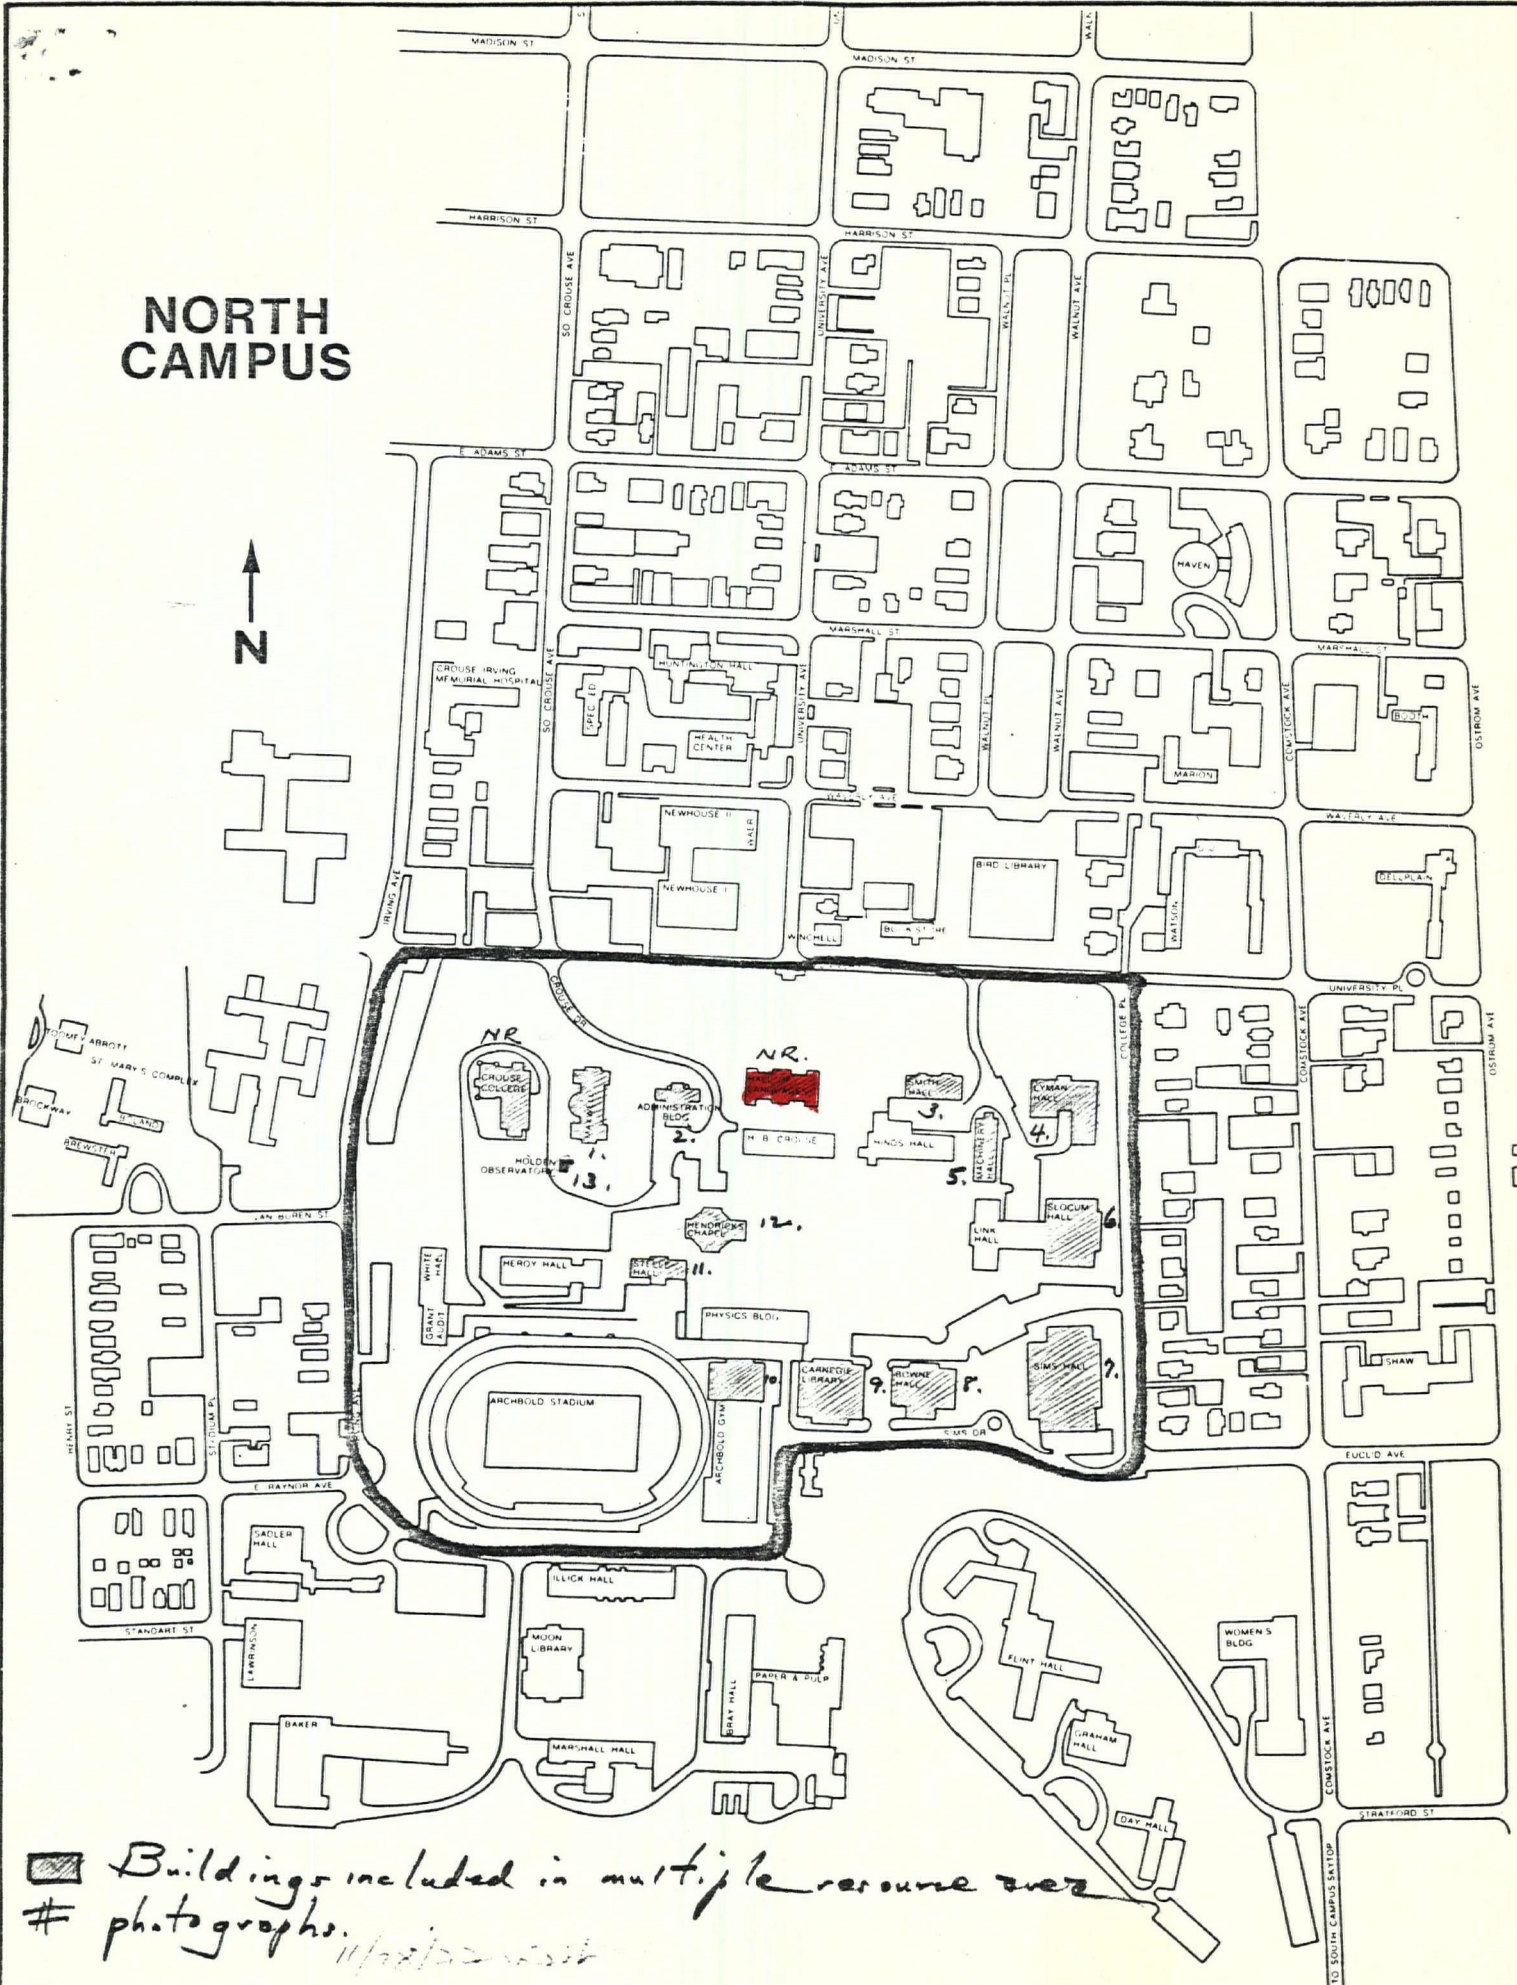 MADISON ST
MADISON ST
HARRISON ST
HARRISON ST
NORTH
CAMPUS
SO CROUSE AVE
UNIVERSITY AVE
WALNUT PL
WALNUT AVE
E. ADAMS ST
E. ADAMS ST
N
HAVEN
MARSHALL ST
MARSHALL ST
CROUSE IRVING
MEMORIAL HOSPITAL
SO CROUSE AVE
HUNTINGTON HALL
SPEC. ED
HEALTH
CENTER
UNIVERSITY AVE
WALNUT PL
WALNUT AVE
MARION
COMSTOCK AVE
BOOTH
OSTROM AVE
WAVERLY AVE
WAVERLY AVE
NEWHOUSE II
WAER
NEWHOUSE I
BIRD LIBRARY
DELLPLAIN
WATSON
IRVING AVE
WINCHELL
BOOKSTORE
UNIVERSITY PL
CROUSE DR
COLLEGE PL
COMSTOCK AVE
OSTROM AVE
TOOMEY ABBOTT
ST. MARY'S COMPLEX
BROCKWAY
BOLAND
BREWSTER
NR
CROUSE
COLLEGE
1.
ADMINISTRATION
BLDG
2.
NR.
SMITH
HALL
3.
LYMAN
HALL
4.
H. B. CROUSE
HINDS HALL
MACHINERY
HALL
5.
HOLDEN
OBSERVATORY
13.
VAN BUREN ST
HENDRICKS
CHAPEL
12.
LINK
HALL
SLOCUM
HALL
6.
WHITE
HALL
HEROY HALL
STEELE
HALL
11.
GRANT
AUDIT
PHYSICS BLDG
ARCHBOLD STADIUM
10.
CARNEGIE
LIBRARY
9.
BOWNE
HALL
8.
SIMS HALL
7.
SHAW
ARCHBOLD GYM
SIMS DR
HENRY ST
STADIUM PL
E. RAYNOR AVE
EUCLID AVE
SADLER
HALL
ILLICK HALL
STANDART ST
LAWRINSON
MOON
LIBRARY
BRAY HALL
PAPER & PULP
FLINT HALL
WOMEN'S
BLDG
BAKER
MARSHALL HALL
GRAHAM
HALL
DAY HALL
COMSTOCK AVE
STRATFORD ST
TO SOUTH CAMPUS SKYTOP
Buildings included in multiple resource area
# photographs.